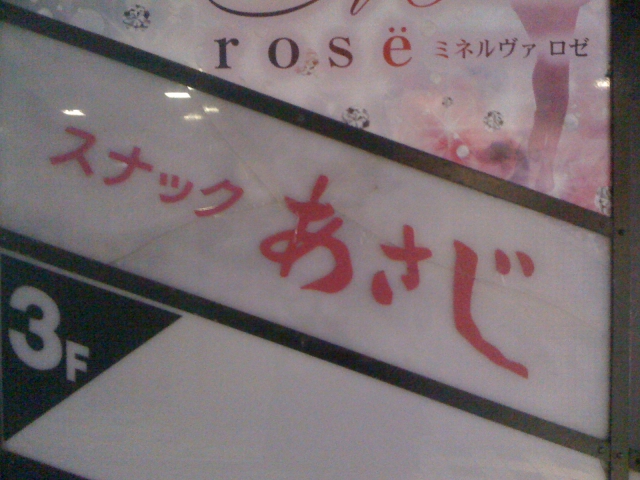 rosë ミネルヴァ ロゼ
スナック あさじ
3F